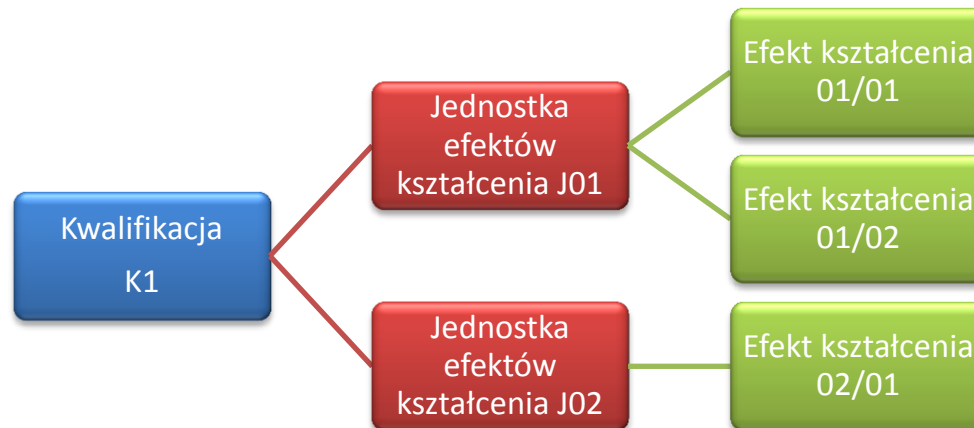 Kwalifikacja
K1
Jednostka
efektów
kształcenia J01
Jednostka
efektów
kształcenia J02
Efekt kształcenia
01/01
Efekt kształcenia
01/02
Efekt kształcenia
02/01